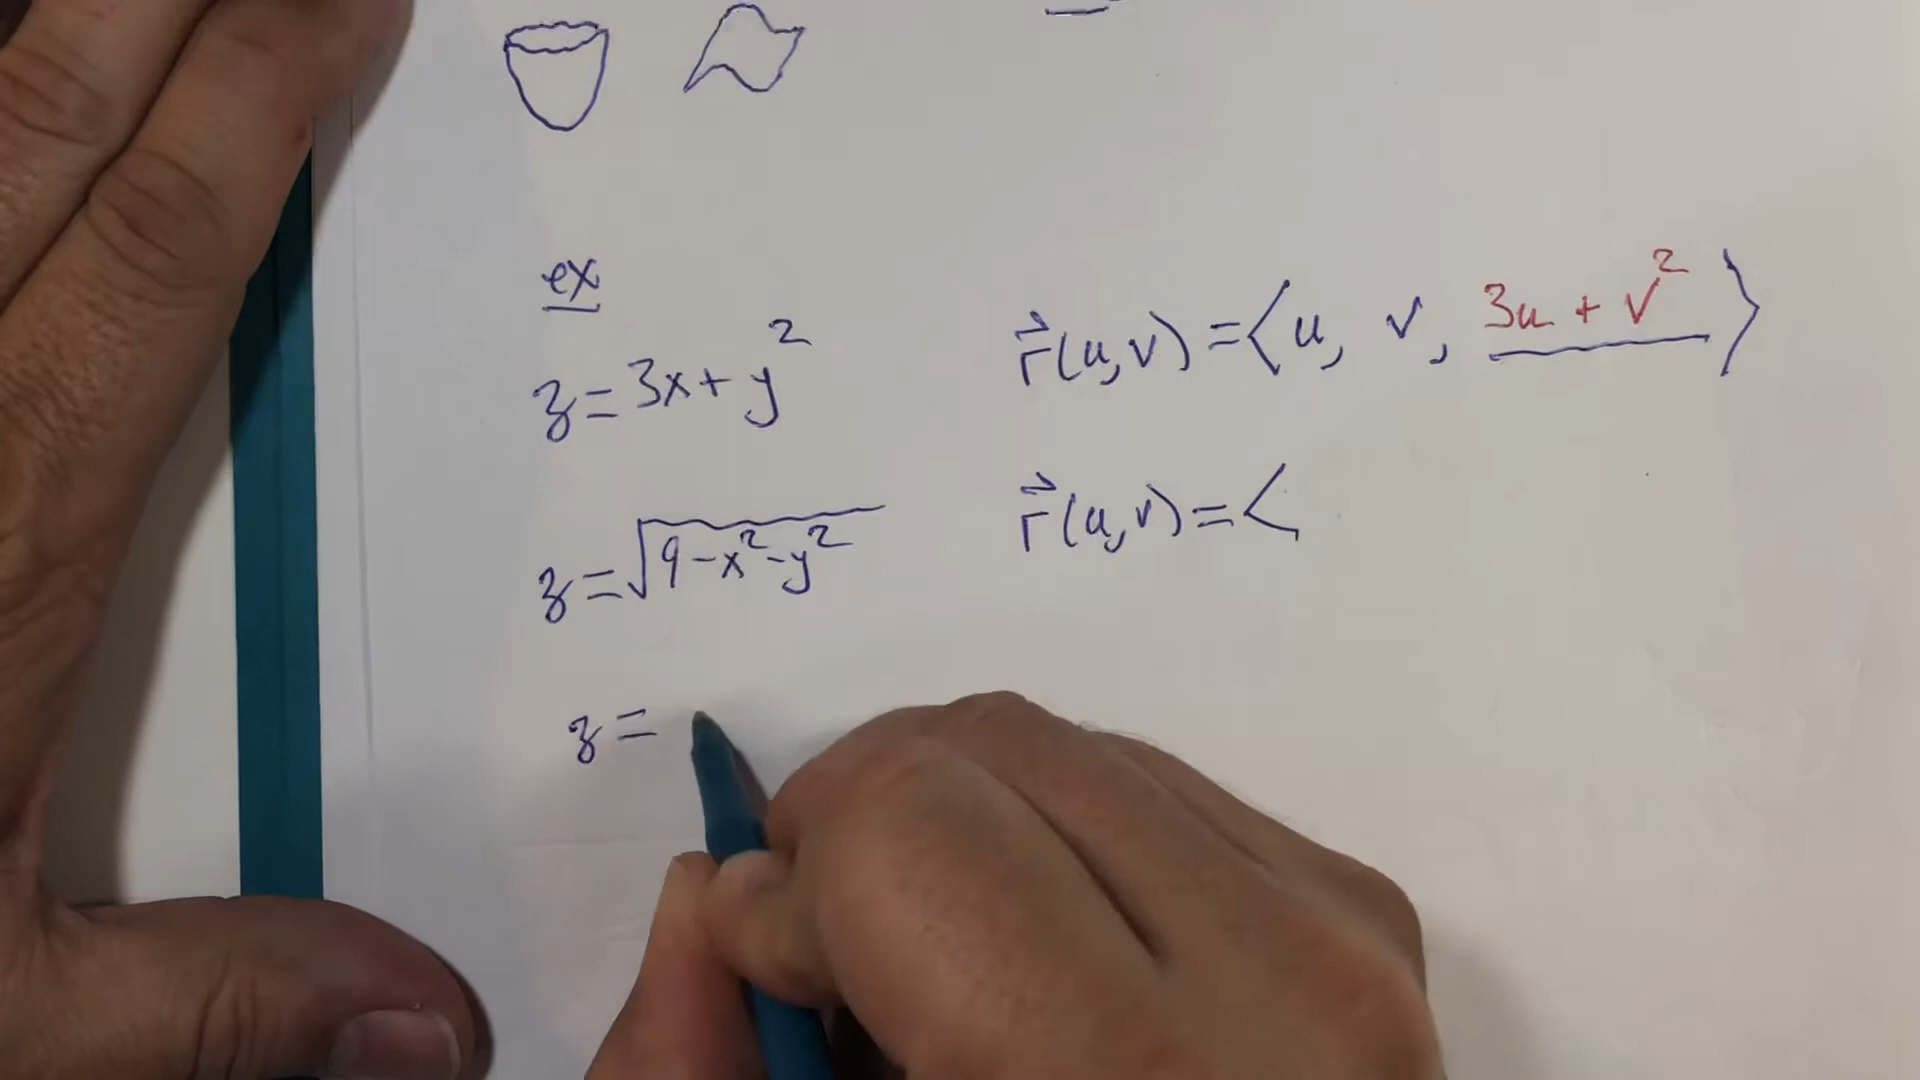 ex
z = 3x + y²
r⃗(u,v) = ⟨u, v, 3u + v²⟩
z = √(9-x²-y²)
r⃗(u,v) = ⟨
z =